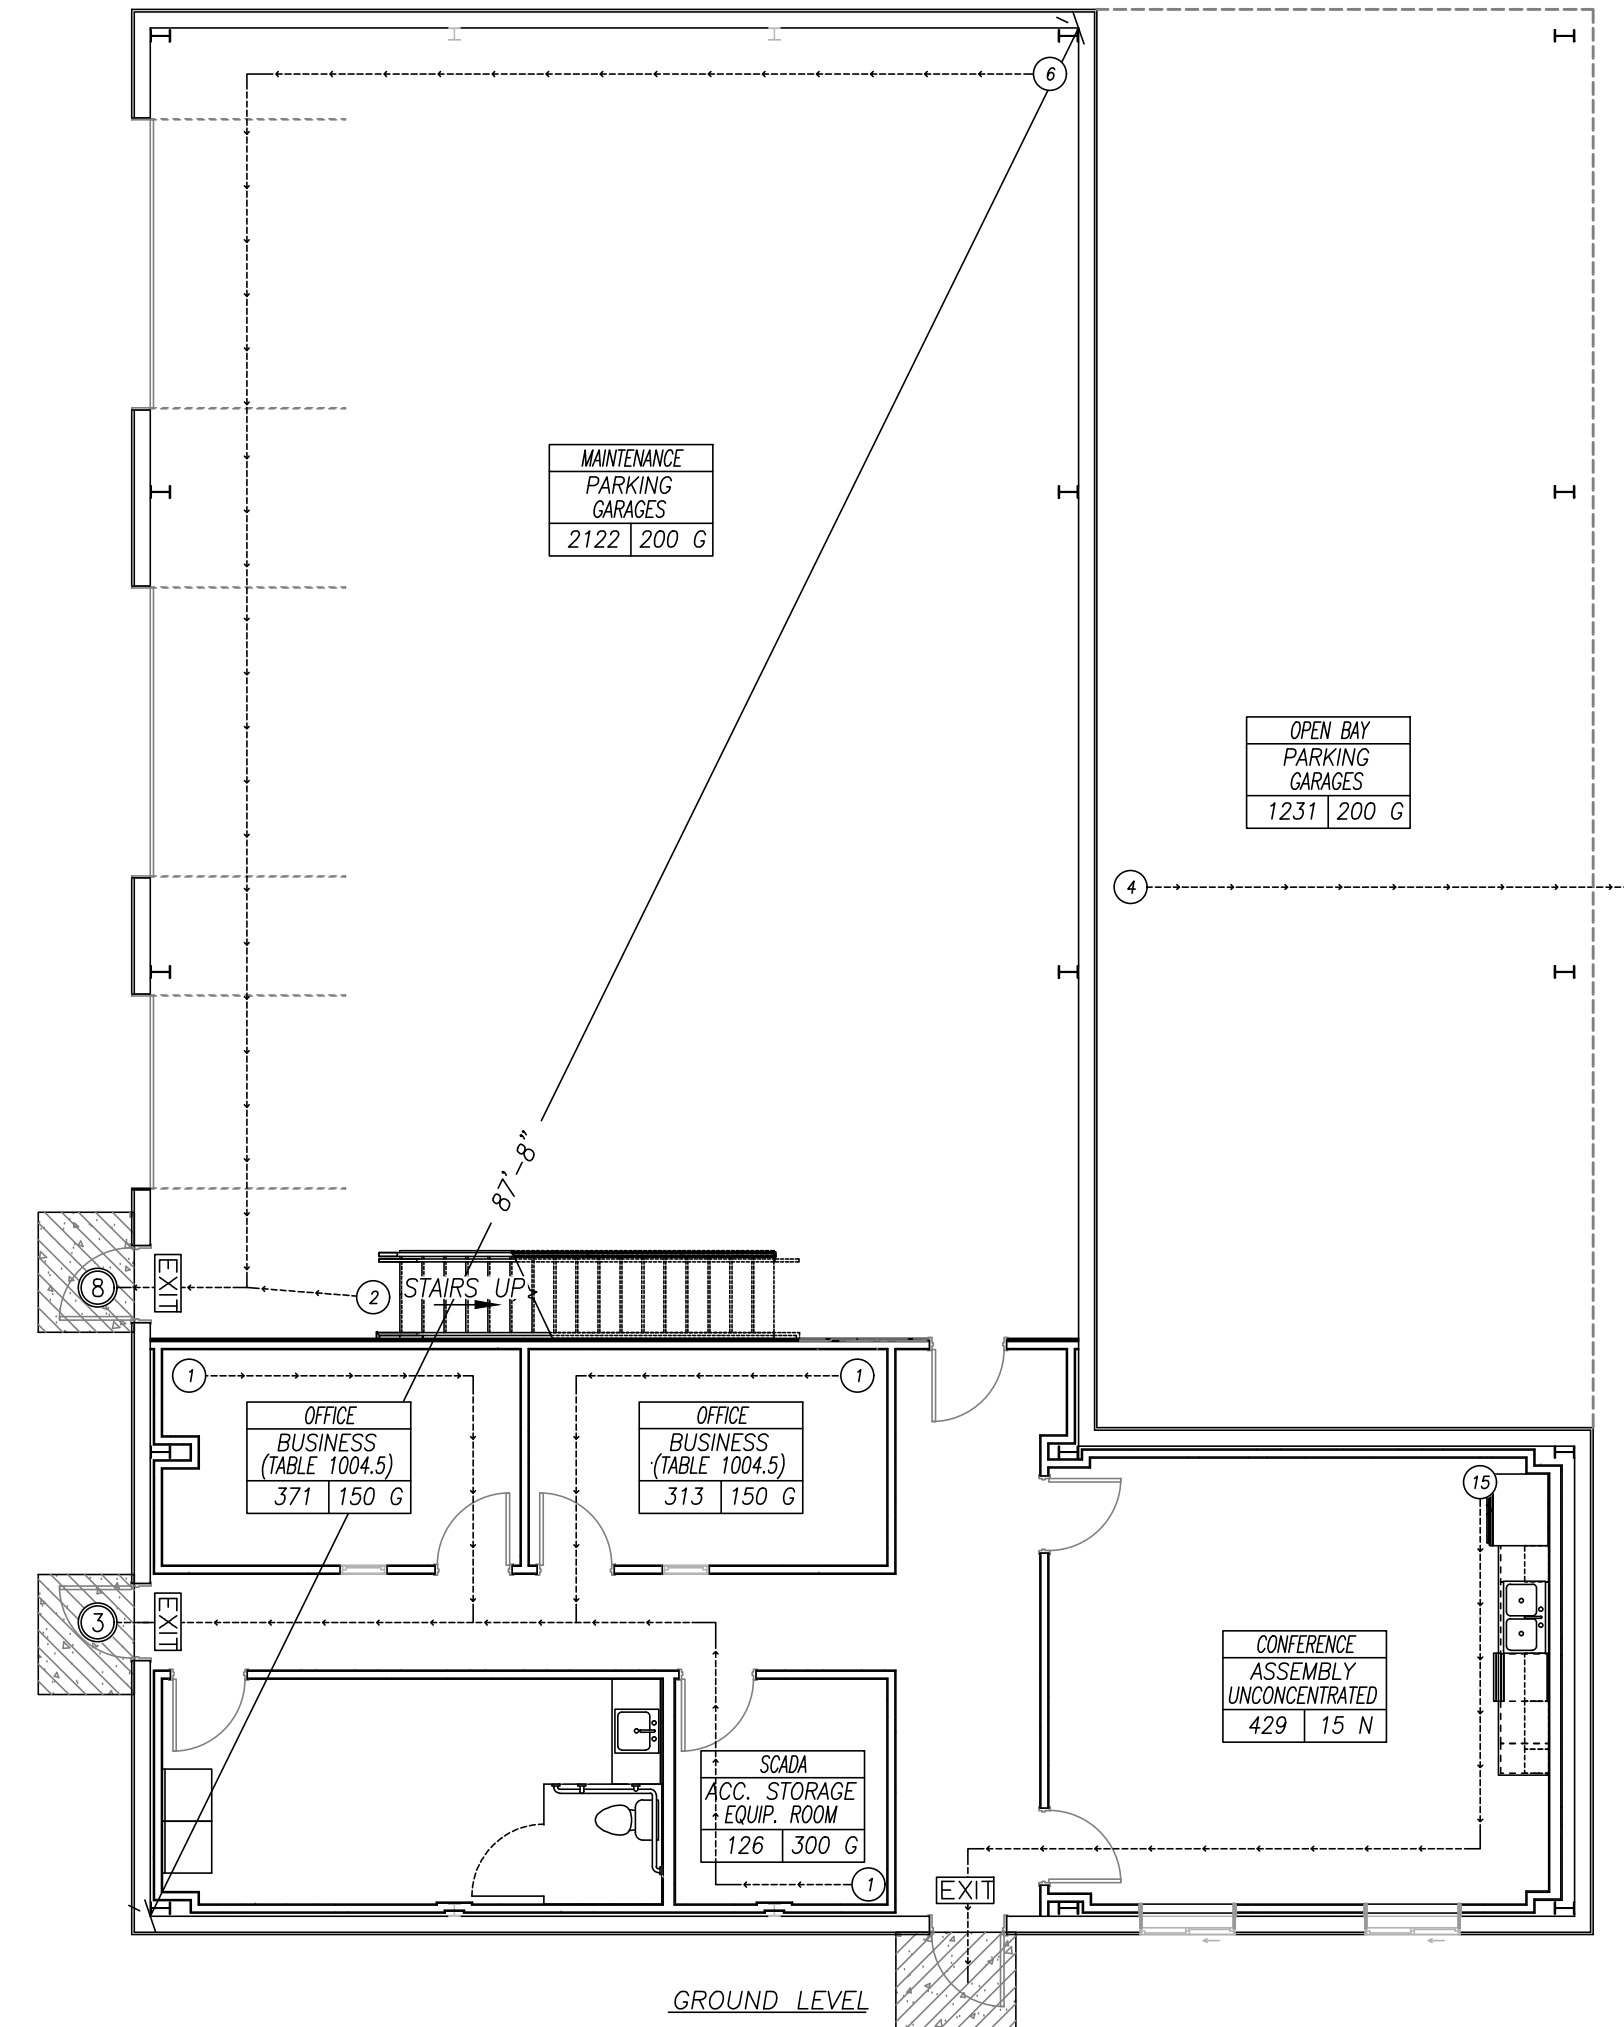 6
MAINTENANCE
PARKING
GARAGES
2122 200 G
OPEN BAY
PARKING
GARAGES
1231 200 G
4
87'-8"
EXIT
8
2
STAIRS UP
1
1
OFFICE
BUSINESS
(TABLE 1004.5)
371 150 G
OFFICE
BUSINESS
(TABLE 1004.5)
313 150 G
15
EXIT
3
CONFERENCE
ASSEMBLY
UNCONCENTRATED
429 15 N
SCADA
ACC. STORAGE
EQUIP. ROOM
126 300 G
1
EXIT
GROUND LEVEL